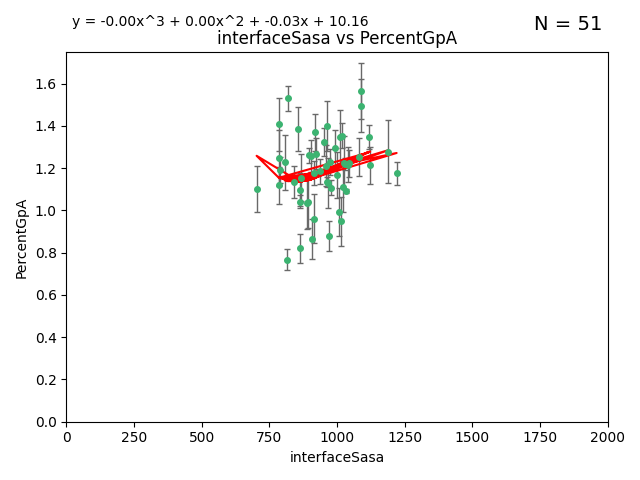 y = -0.00x^3 + 0.00x^2 + -0.03x + 10.16
N = 51
interfaceSasa vs PercentGpA
PercentGpA
1.6
1.4
1.2
1.0
0.8
0.6
0.4
0.2
0.0
0 250 500 750 1000 1250 1500 1750 2000
interfaceSasa